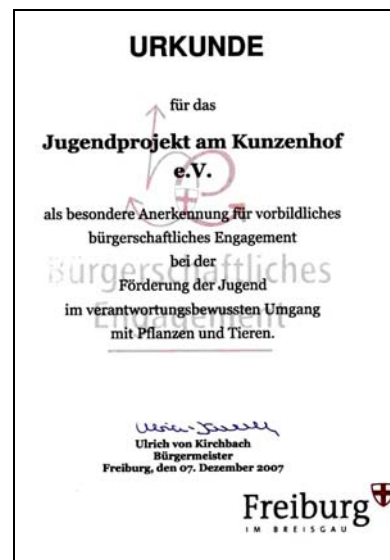 URKUNDE
für das
Jugendprojekt am Kunzenhof
e.V.
als besondere Anerkennung für vorbildliches
bürgerschaftliches Engagement
bei der
Förderung der Jugend
im verantwortungsbewussten Umgang
mit Pflanzen und Tieren.
Bürgerschaftliches
Engagement
Ulrich von Kirchbach
Bürgermeister
Freiburg, den 07. Dezember 2007
Freiburg
IM BREISGAU